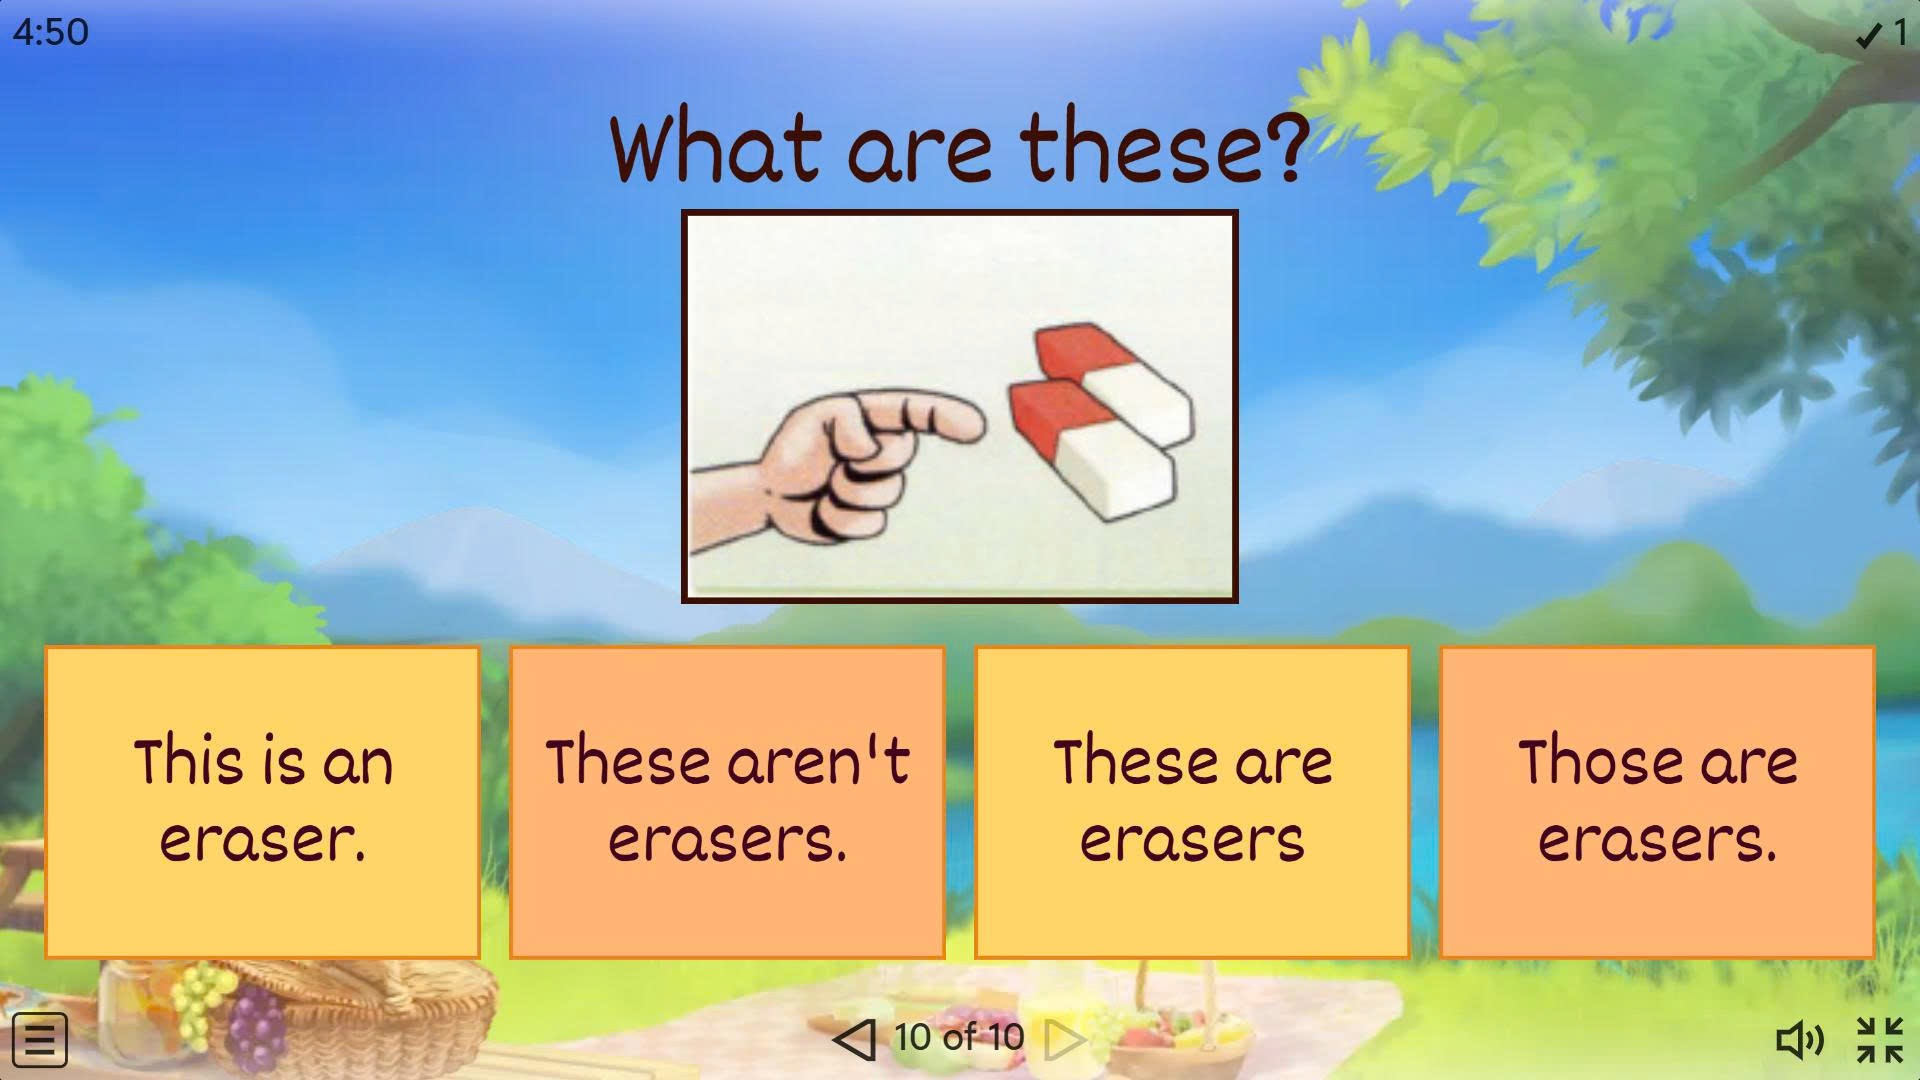 4:50
1
What are these?
This is an
eraser.
These aren't
erasers.
These are
erasers
Those are
erasers.
10 of 10